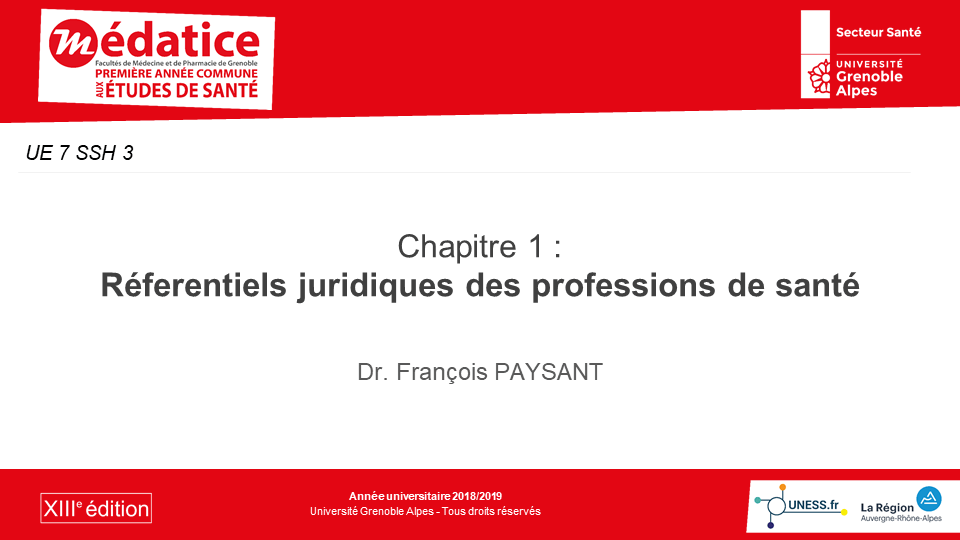 médatice
Facultés de Médecine et de Pharmacie de Grenoble
PREMIÈRE ANNÉE COMMUNE
AUX ÉTUDES DE SANTÉ
Secteur Santé
UNIVERSITÉ
Grenoble
Alpes
UE 7 SSH 3
Chapitre 1 :
Réferentiels juridiques des professions de santé
Dr. François PAYSANT
XIIIe édition
Année universitaire 2018/2019
Université Grenoble Alpes - Tous droits réservés
UNESS.fr
La Région
Auvergne-Rhône-Alpes